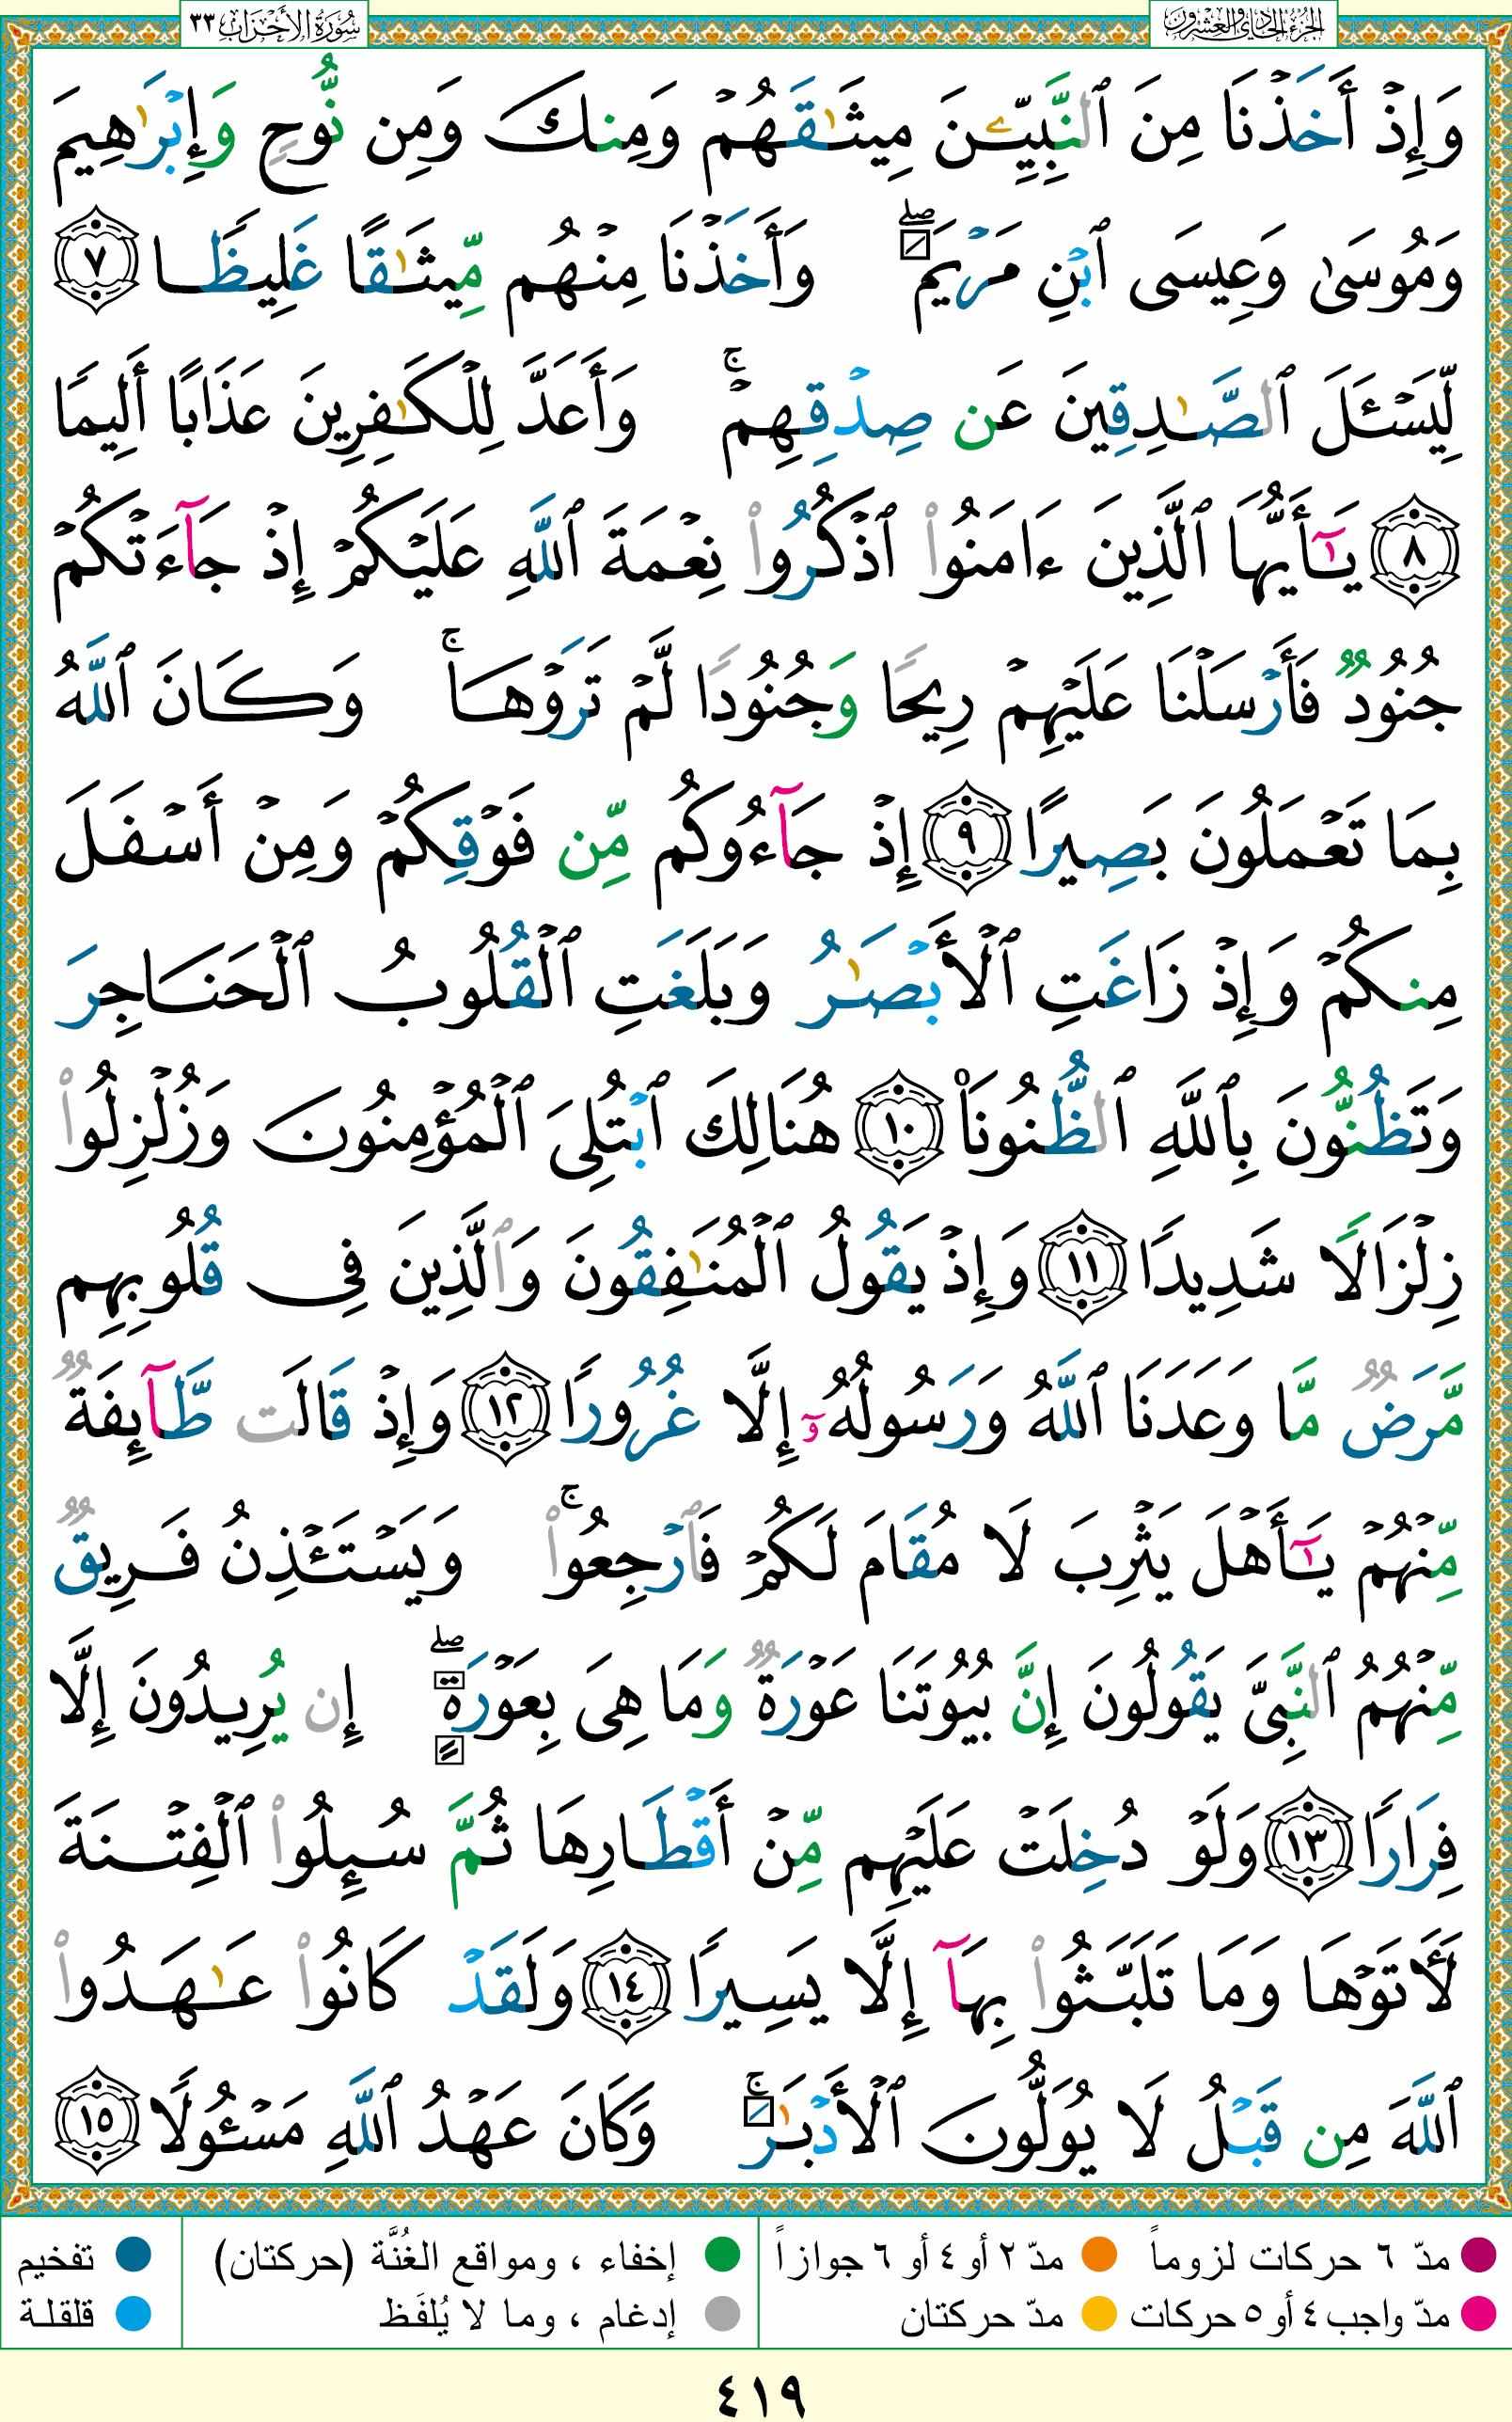 الجزء الحادي والعشرون
سورة الأحزاب ٣٣
وَإِذْ أَخَذْنَا مِنَ ٱلنَّبِيِّـۧنَ مِيثَٰقَهُمْ وَمِنكَ وَمِن نُّوحٍ وَإِبْرَٰهِيمَ
وَمُوسَىٰ وَعِيسَى ٱبْنِ مَرْيَمَ ۖ وَأَخَذْنَا مِنْهُم مِّيثَٰقًا غَلِيظًا ٧
لِّيَسْـَٔلَ ٱلصَّٰدِقِينَ عَن صِدْقِهِمْ ۚ وَأَعَدَّ لِلْكَٰفِرِينَ عَذَابًا أَلِيمًا
٨ يَٰٓأَيُّهَا ٱلَّذِينَ ءَامَنُوا۟ ٱذْكُرُوا۟ نِعْمَةَ ٱللَّهِ عَلَيْكُمْ إِذْ جَآءَتْكُمْ
جُنُودٌ فَأَرْسَلْنَا عَلَيْهِمْ رِيحًا وَجُنُودًا لَّمْ تَرَوْهَا ۚ وَكَانَ ٱللَّهُ
بِمَا تَعْمَلُونَ بَصِيرًا ٩ إِذْ جَآءُوكُم مِّن فَوْقِكُمْ وَمِنْ أَسْفَلَ
مِنكُمْ وَإِذْ زَاغَتِ ٱلْأَبْصَٰرُ وَبَلَغَتِ ٱلْقُلُوبُ ٱلْحَنَاجِرَ
وَتَظُنُّونَ بِٱللَّهِ ٱلظُّنُونَا۠ ١٠ هُنَالِكَ ٱبْتُلِىَ ٱلْمُؤْمِنُونَ وَزُلْزِلُوا۟
زِلْزَالًا شَدِيدًا ١١ وَإِذْ يَقُولُ ٱلْمُنَٰفِقُونَ وَٱلَّذِينَ فِى قُلُوبِهِم
مَّرَضٌ مَّا وَعَدَنَا ٱللَّهُ وَرَسُولُهُۥٓ إِلَّا غُرُورًا ١٢ وَإِذْ قَالَت طَّآئِفَةٌ
مِّنْهُمْ يَٰٓأَهْلَ يَثْرِبَ لَا مُقَامَ لَكُمْ فَٱرْجِعُوا۟ ۚ وَيَسْتَـْٔذِنُ فَرِيقٌ
مِّنْهُمُ ٱلنَّبِىَّ يَقُولُونَ إِنَّ بُيُوتَنَا عَوْرَةٌ وَمَا هِىَ بِعَوْرَةٍ ۖ إِن يُرِيدُونَ إِلَّا
فِرَارًا ١٣ وَلَوْ دُخِلَتْ عَلَيْهِم مِّنْ أَقْطَارِهَا ثُمَّ سُئِلُوا۟ ٱلْفِتْنَةَ
لَـَٔاتَوْهَا وَمَا تَلَبَّثُوا۟ بِهَآ إِلَّا يَسِيرًا ١٤ وَلَقَدْ كَانُوا۟ عَٰهَدُوا۟
ٱللَّهَ مِن قَبْلُ لَا يُوَلُّونَ ٱلْأَدْبَٰرَ ۚ وَكَانَ عَهْدُ ٱللَّهِ مَسْـُٔولًا ١٥
مدّ ٦ حركات لزوماً مدّ ٢ أو ٤ أو ٦ جوازاً إخفاء ، ومواقع الغُنَّة (حركتان) تفخيم
مدّ واجب ٤ أو ٥ حركات مدّ حركتان إدغام ، وما لا يُلفَظ قلقلة
٤١٩